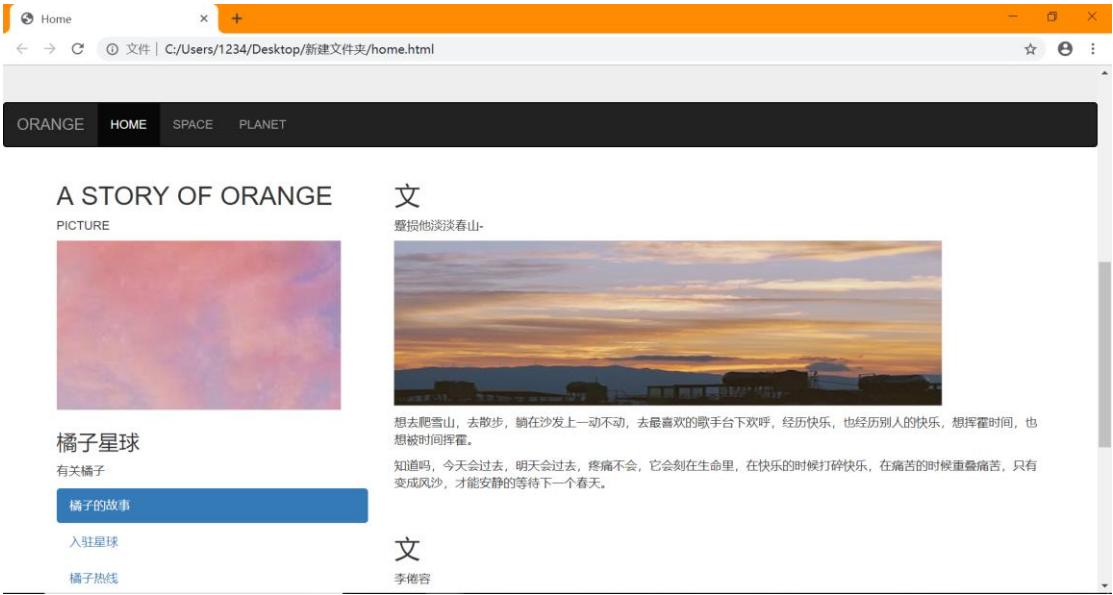 Home
文件 | C:/Users/1234/Desktop/新建文件夹/home.html
ORANGE HOME SPACE PLANET
A STORY OF ORANGE
PICTURE
橘子星球
有关橘子
橘子的故事
入驻星球
橘子热线
文
蹙损他淡淡春山-
想去爬雪山，去散步，躺在沙发上一动不动，去最喜欢的歌手台下欢呼，经历快乐，也经历别人的快乐，想挥霍时间，也
想被时间挥霍。
知道吗，今天会过去，明天会过去，疼痛不会，它会刻在生命里，在快乐的时候打碎快乐，在痛苦的时候重叠痛苦，只有
变成风沙，才能安静的等待下一个春天。
文
李倦容